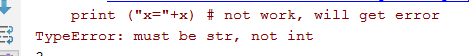 print ("x="+x) # not work, will get error
TypeError: must be str, not int